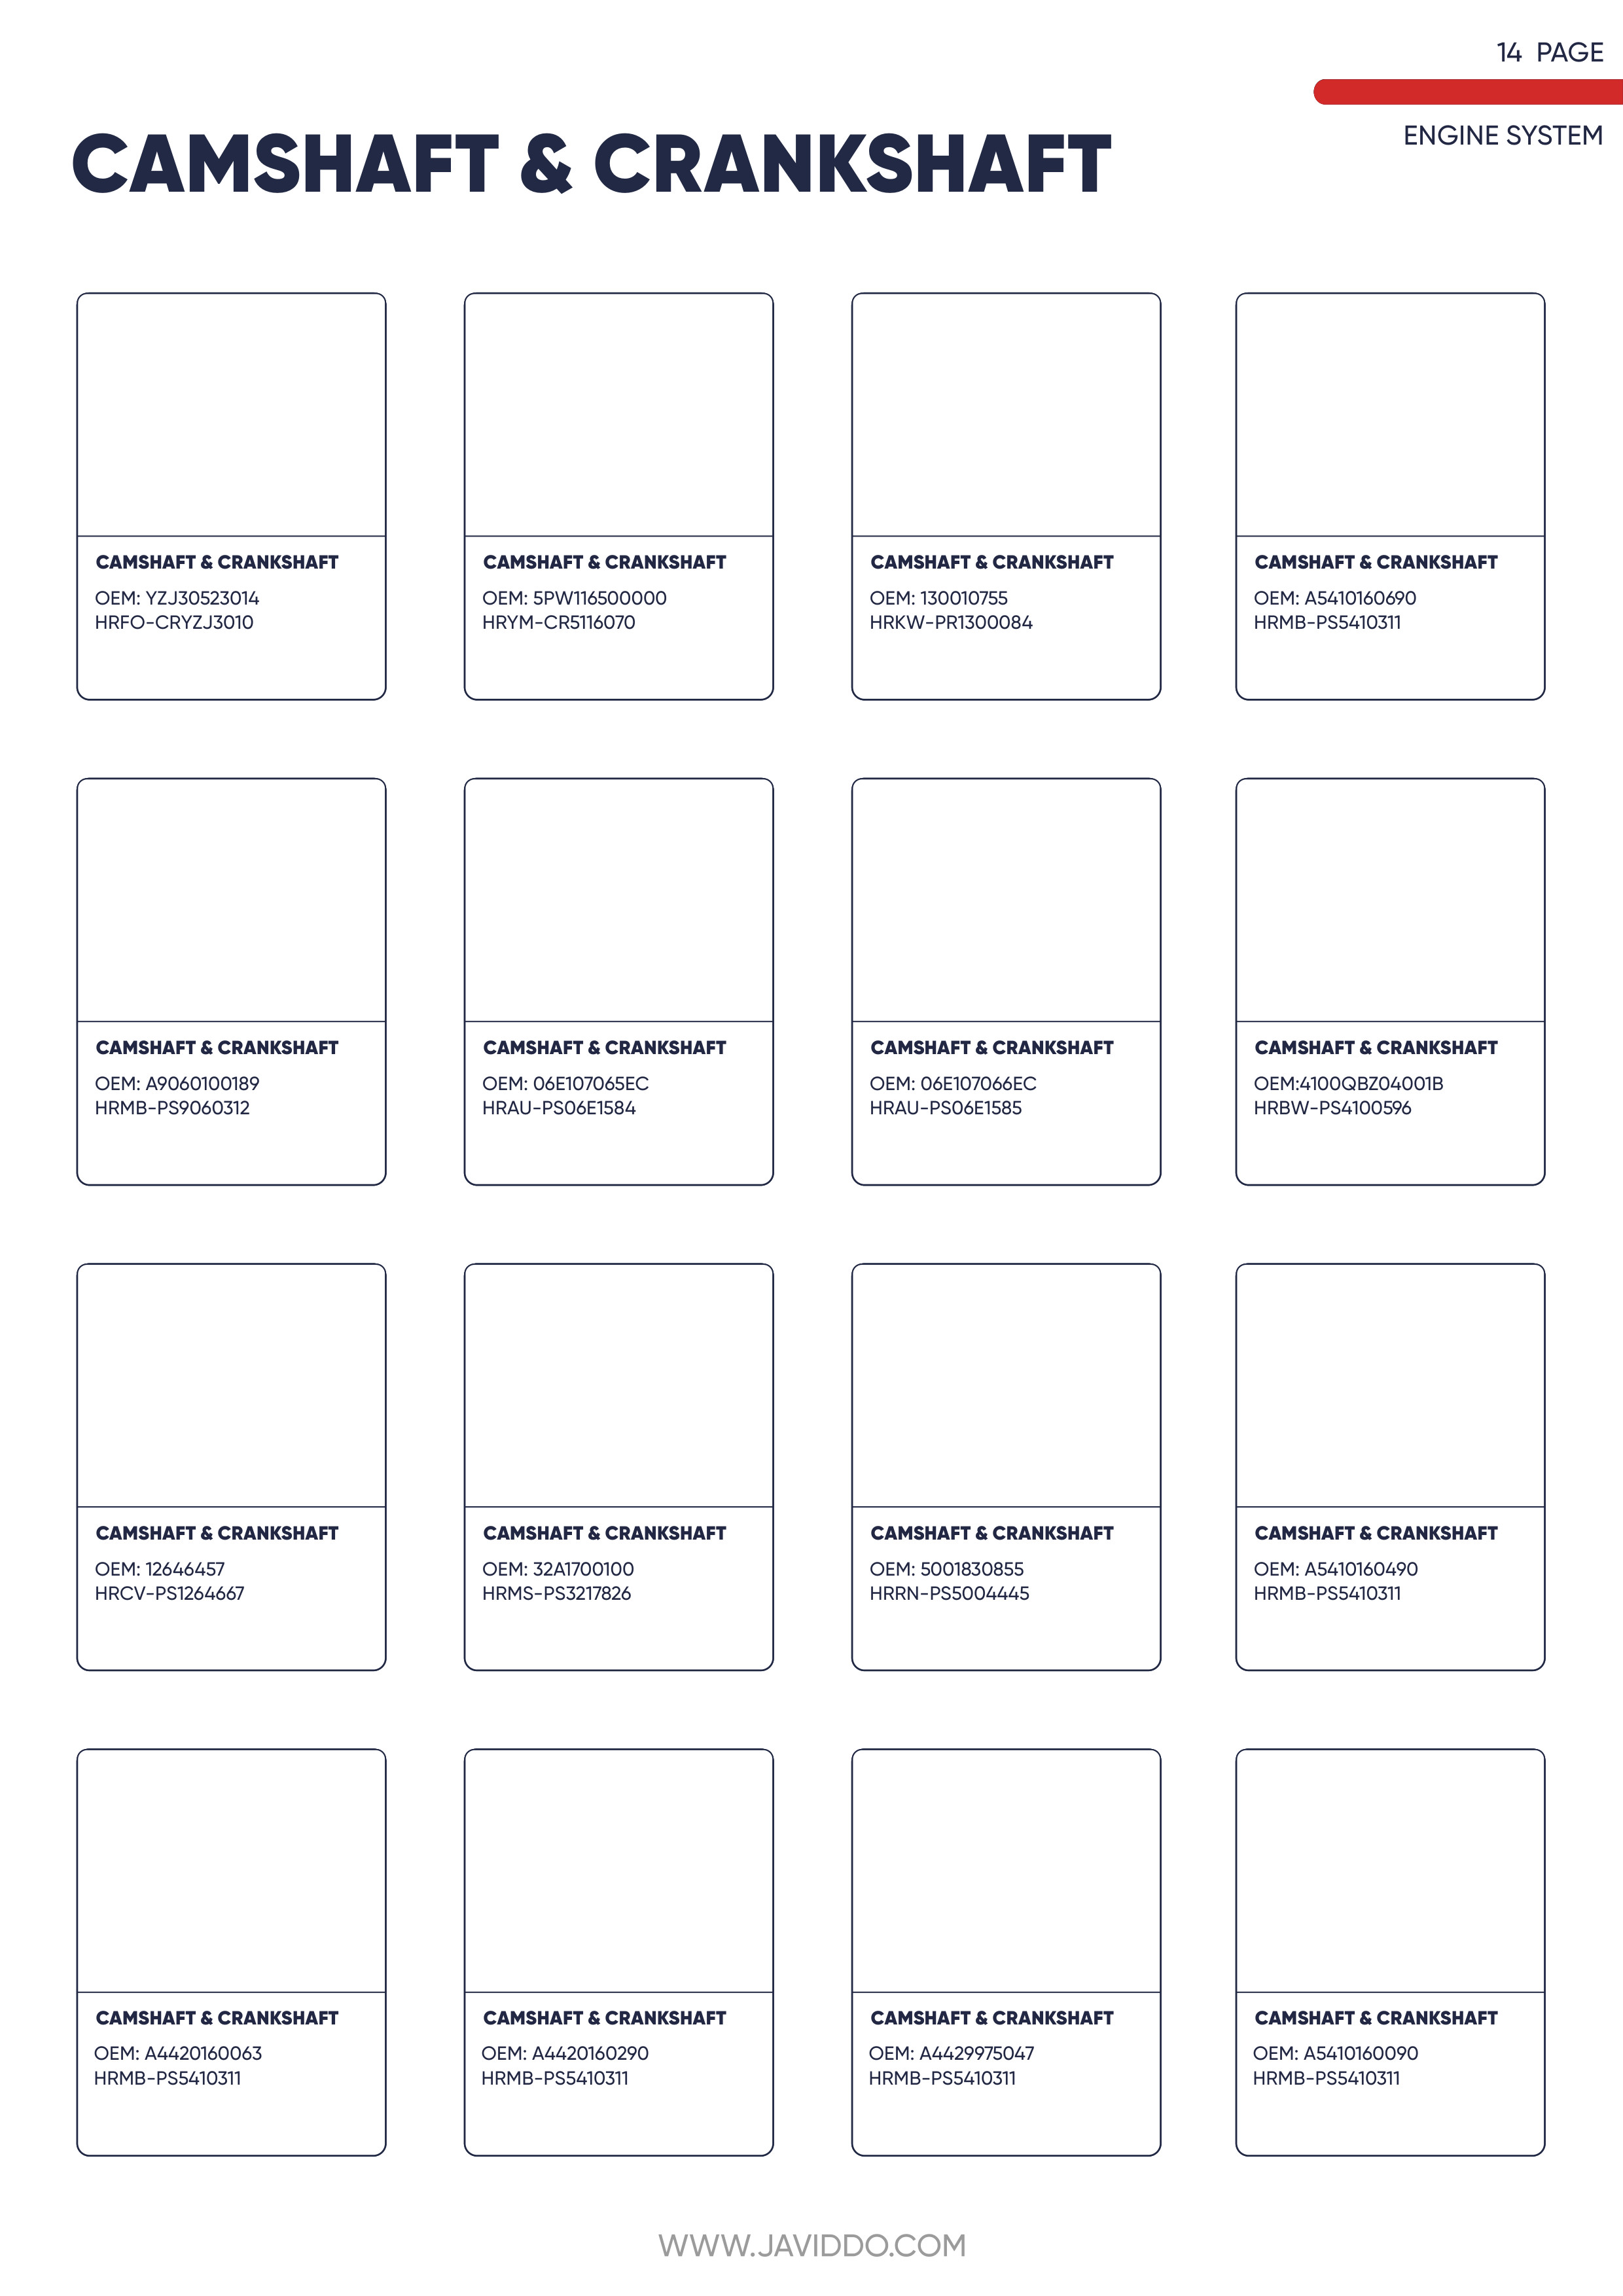 14 PAGE
ENGINE SYSTEM
CAMSHAFT & CRANKSHAFT
CAMSHAFT & CRANKSHAFT
OEM: YZJ30523014
HRFO-CRYZJ3010
CAMSHAFT & CRANKSHAFT
OEM: 5PW116500000
HRYM-CR5116070
CAMSHAFT & CRANKSHAFT
OEM: 130010755
HRKW-PR1300084
CAMSHAFT & CRANKSHAFT
OEM: A5410160690
HRMB-PS5410311
CAMSHAFT & CRANKSHAFT
OEM: A9060100189
HRMB-PS9060312
CAMSHAFT & CRANKSHAFT
OEM: 06E107065EC
HRAU-PS06E1584
CAMSHAFT & CRANKSHAFT
OEM: 06E107066EC
HRAU-PS06E1585
CAMSHAFT & CRANKSHAFT
OEM:4100QBZ04001B
HRBW-PS4100596
CAMSHAFT & CRANKSHAFT
OEM: 12646457
HRCV-PS1264667
CAMSHAFT & CRANKSHAFT
OEM: 32A1700100
HRMS-PS3217826
CAMSHAFT & CRANKSHAFT
OEM: 5001830855
HRRN-PS5004445
CAMSHAFT & CRANKSHAFT
OEM: A5410160490
HRMB-PS5410311
CAMSHAFT & CRANKSHAFT
OEM: A4420160063
HRMB-PS5410311
CAMSHAFT & CRANKSHAFT
OEM: A4420160290
HRMB-PS5410311
CAMSHAFT & CRANKSHAFT
OEM: A4429975047
HRMB-PS5410311
CAMSHAFT & CRANKSHAFT
OEM: A5410160090
HRMB-PS5410311
WWW.JAVIDDO.COM